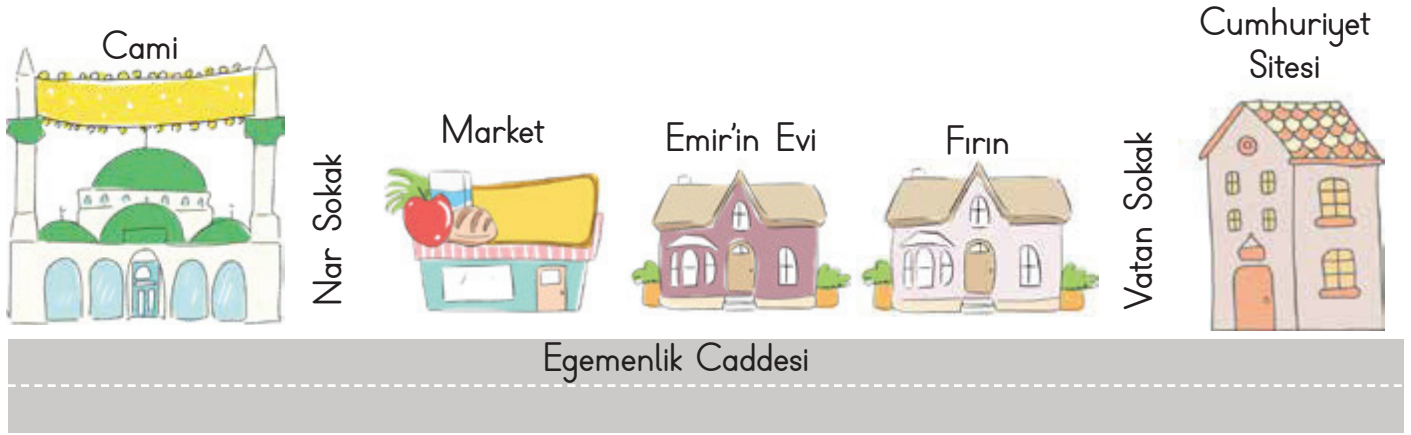 Cami
Nar Sokak
Market
Emir'in Evi
Fırın
Vatan Sokak
Cumhuriyet
Sitesi
Egemenlik Caddesi